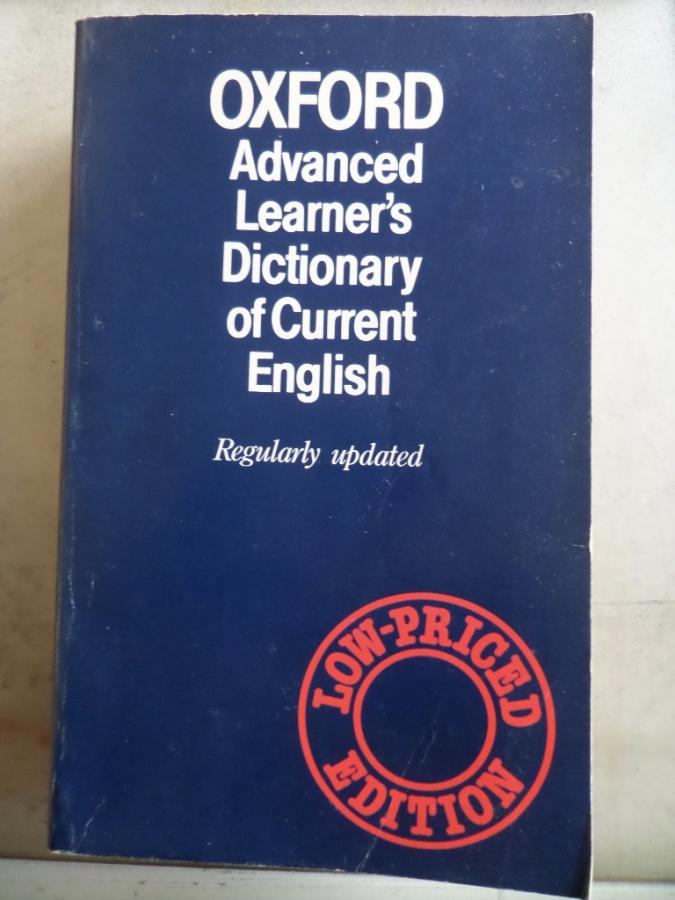 OXFORD
Advanced
Learner's
Dictionary
of Current
English
Regularly updated
LOW-PRICED
EDITION